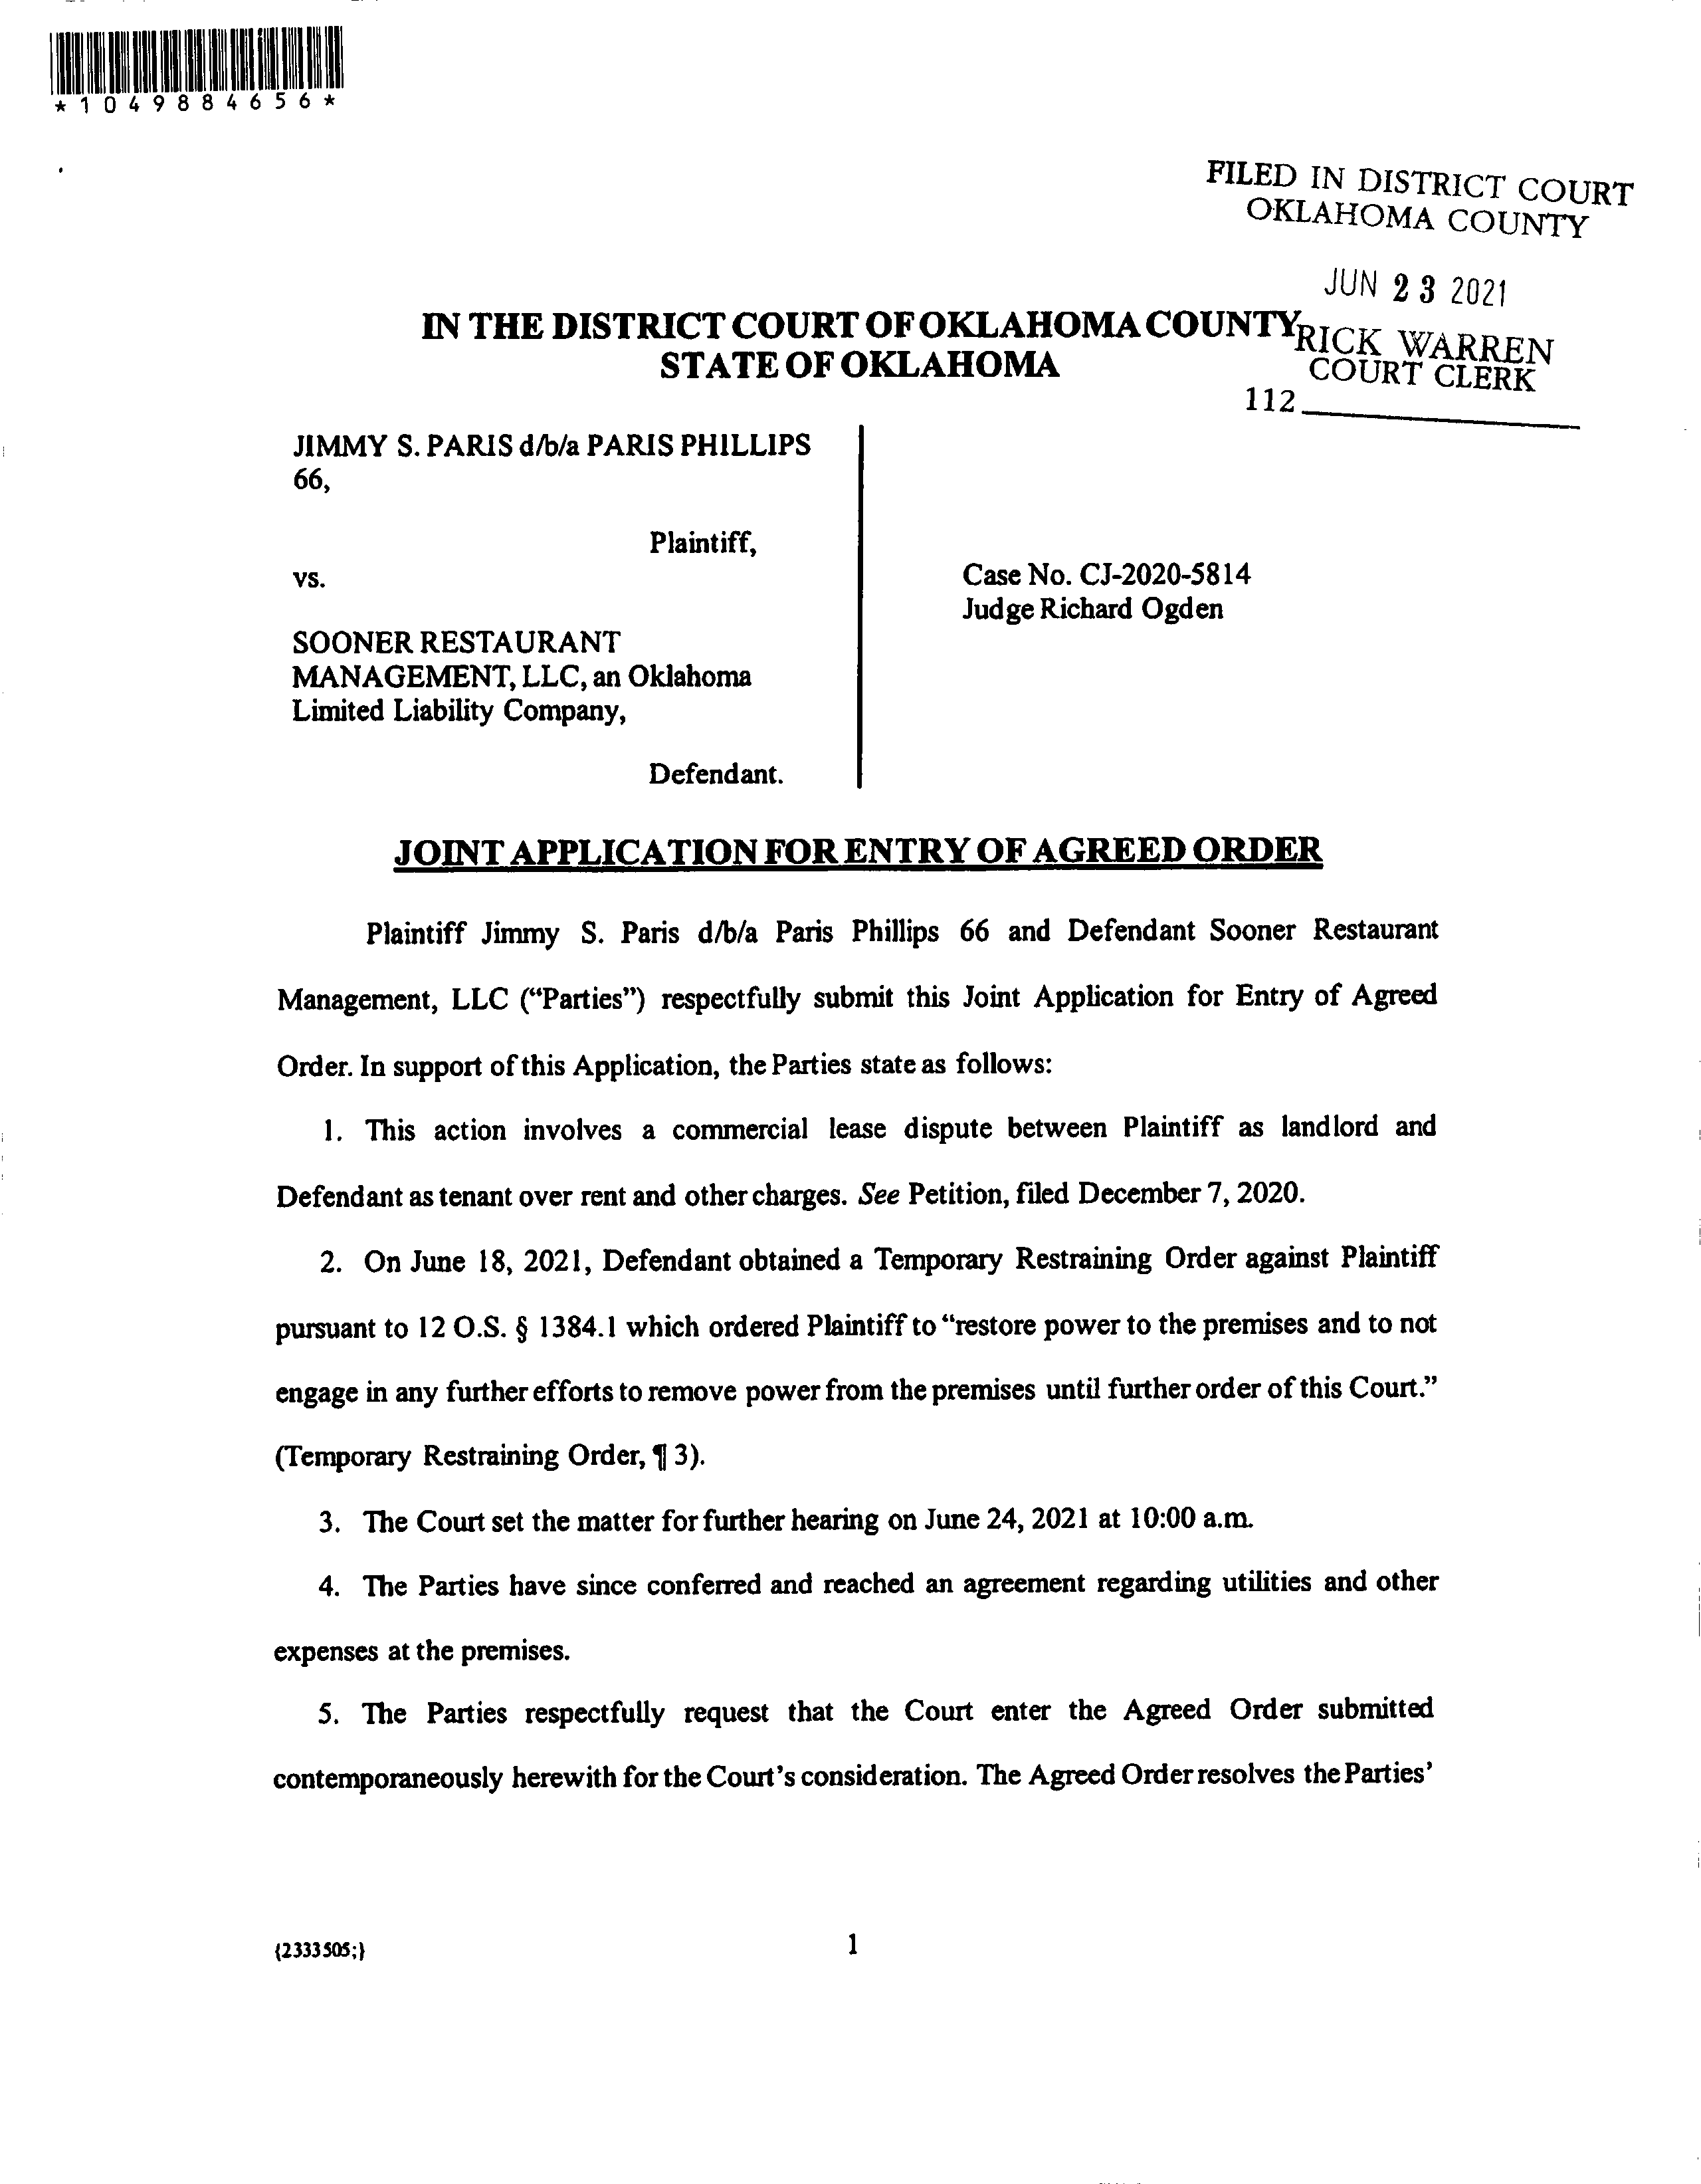 *1049884656*
FILED IN DISTRICT COURT
OKLAHOMA COUNTY
JUN 23 2021
RICK WARREN
COURT CLERK
112
IN THE DISTRICT COURT OF OKLAHOMA COUNTY
STATE OF OKLAHOMA
JIMMY S. PARIS d/b/a PARIS PHILLIPS
66,
Plaintiff,
vs.
SOONER RESTAURANT
MANAGEMENT, LLC, an Oklahoma
Limited Liability Company,
Defendant.
Case No. CJ-2020-5814
Judge Richard Ogden
JOINT APPLICATION FOR ENTRY OF AGREED ORDER
Plaintiff Jimmy S. Paris d/b/a Paris Phillips 66 and Defendant Sooner Restaurant
Management, LLC (“Parties”) respectfully submit this Joint Application for Entry of Agreed
Order. In support of this Application, the Parties state as follows:
1. This action involves a commercial lease dispute between Plaintiff as landlord and
Defendant as tenant over rent and other charges. See Petition, filed December 7, 2020.
2. On June 18, 2021, Defendant obtained a Temporary Restraining Order against Plaintiff
pursuant to 12 O.S. § 1384.1 which ordered Plaintiff to “restore power to the premises and to not
engage in any further efforts to remove power from the premises until further order of this Court.”
(Temporary Restraining Order, ¶ 3).
3. The Court set the matter for further hearing on June 24, 2021 at 10:00 a.m.
4. The Parties have since conferred and reached an agreement regarding utilities and other
expenses at the premises.
5. The Parties respectfully request that the Court enter the Agreed Order submitted
contemporaneously herewith for the Court’s consideration. The Agreed Order resolves the Parties’
{2333505;}
1